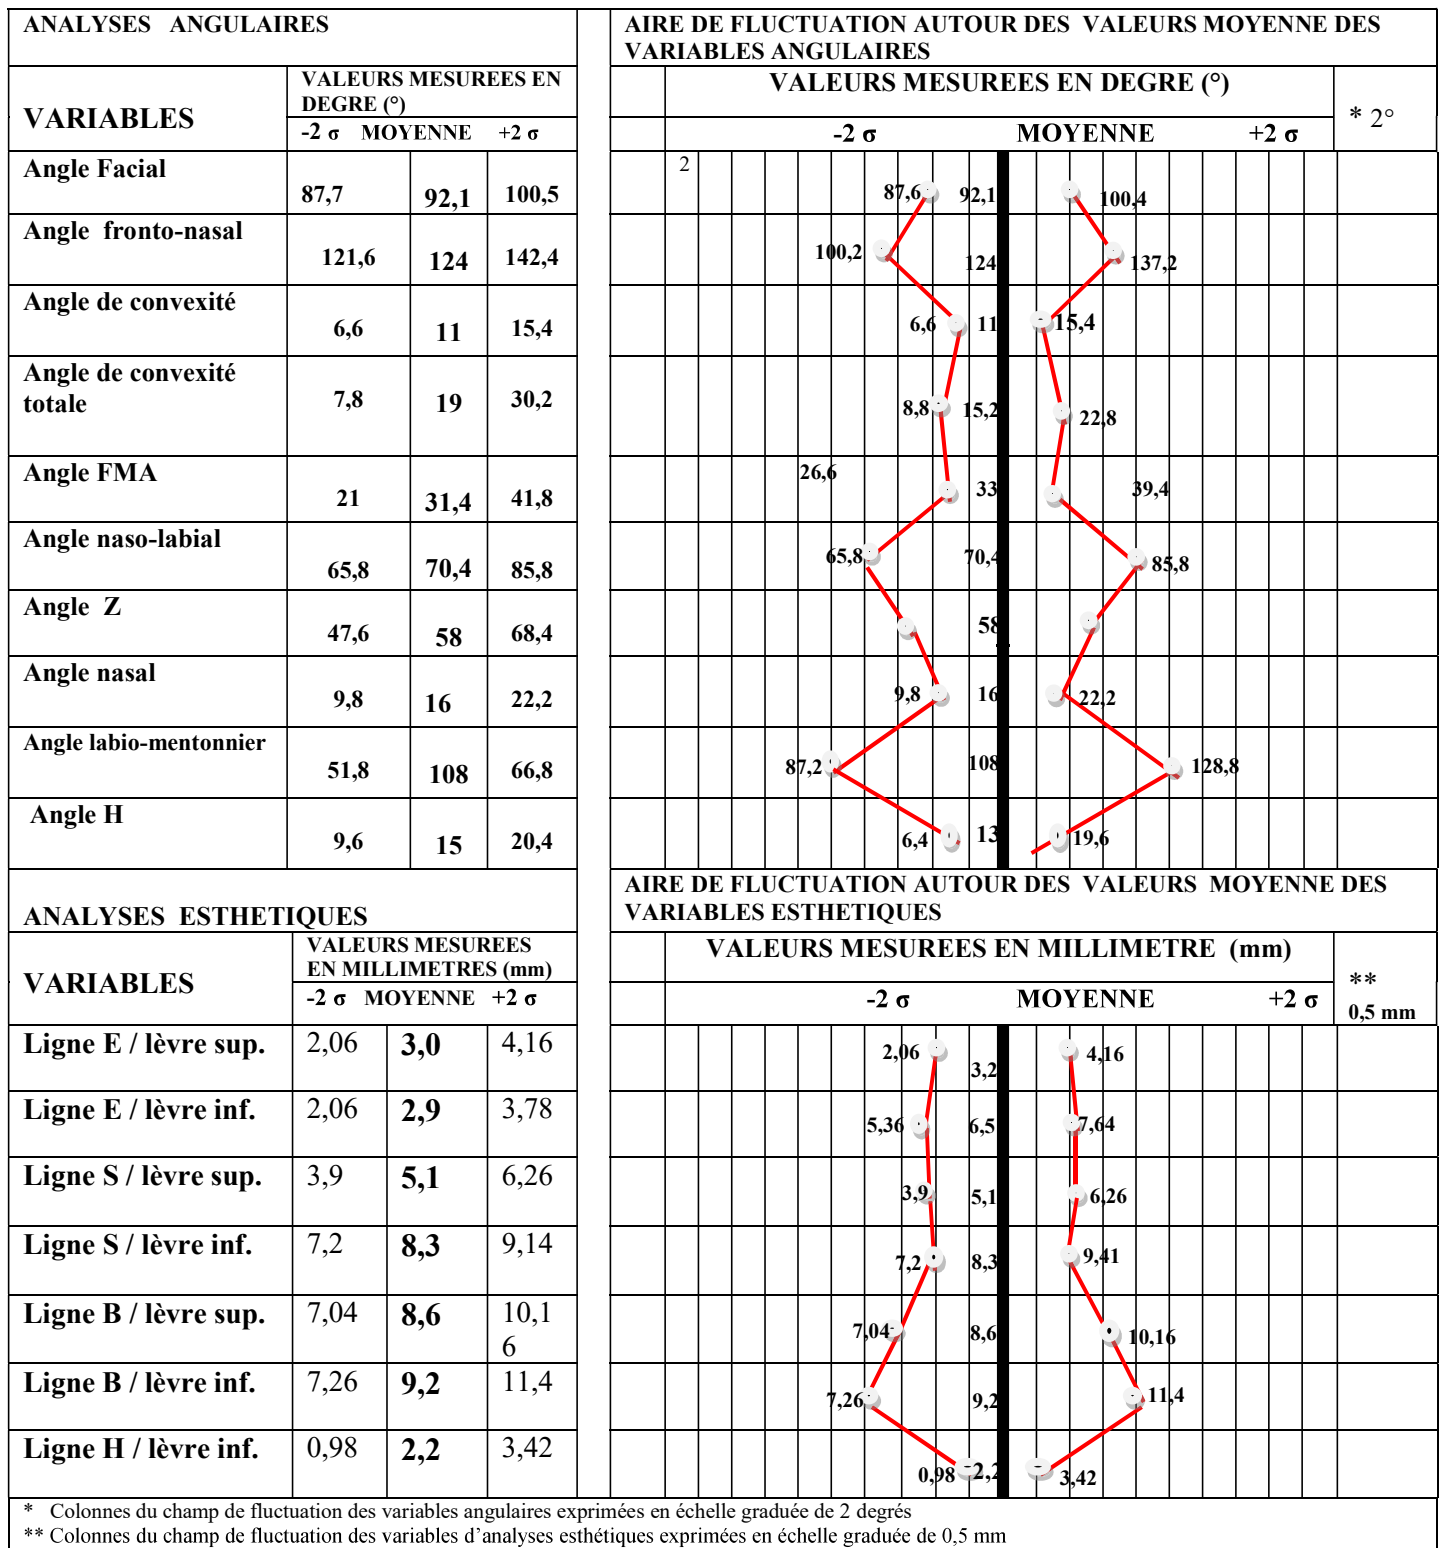 ANALYSES ANGULAIRES
VARIABLES
VALEURS MESUREES EN
DEGRE (°)
-2 σ MOYENNE +2 σ
Angle Facial
87,7 92,1 100,5
Angle fronto-nasal
121,6 124 142,4
Angle de convexité
6,6 11 15,4
Angle de convexité
totale
7,8 19 30,2
Angle FMA
21 31,4 41,8
Angle naso-labial
65,8 70,4 85,8
Angle Z
47,6 58 68,4
Angle nasal
9,8 16 22,2
Angle labio-mentonnier
51,8 108 66,8
Angle H
9,6 15 20,4
AIRE DE FLUCTUATION AUTOUR DES VALEURS MOYENNE DES
VARIABLES ANGULAIRES
VALEURS MESUREES EN DEGRE (°)
* 2°
-2 σ MOYENNE +2 σ
2
87,6 92,1 100,4
100,2 124 137,2
6,6 11 15,4
8,8 15,2 22,8
26,6 33 39,4
65,8 70,4 85,8
58
9,8 16 22,2
87,2 108 128,8
6,4 13 19,6
ANALYSES ESTHETIQUES
VARIABLES
VALEURS MESUREES
EN MILLIMETRES (mm)
-2 σ MOYENNE +2 σ
Ligne E / lèvre sup. 2,06 3,0 4,16
Ligne E / lèvre inf. 2,06 2,9 3,78
Ligne S / lèvre sup. 3,9 5,1 6,26
Ligne S / lèvre inf. 7,2 8,3 9,14
Ligne B / lèvre sup. 7,04 8,6 10,1
6
Ligne B / lèvre inf. 7,26 9,2 11,4
Ligne H / lèvre inf. 0,98 2,2 3,42
AIRE DE FLUCTUATION AUTOUR DES VALEURS MOYENNE DES
VARIABLES ESTHETIQUES
VALEURS MESUREES EN MILLIMETRE (mm)
**
0,5 mm
-2 σ MOYENNE +2 σ
2,06 3,2 4,16
5,36 6,5 7,64
3,9 5,1 6,26
7,2 8,3 9,41
7,04 8,6 10,16
7,26 9,2 11,4
0,98 2,2 3,42
* Colonnes du champ de fluctuation des variables angulaires exprimées en échelle graduée de 2 degrés
** Colonnes du champ de fluctuation des variables d’analyses esthétiques exprimées en échelle graduée de 0,5 mm